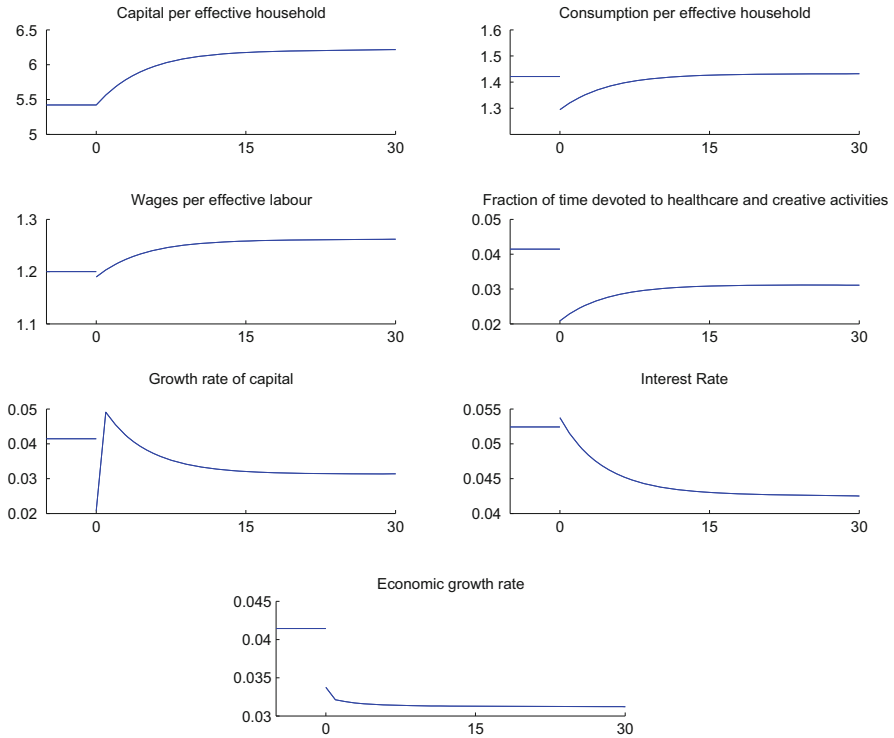 Capital per effective household
6.5
6
5.5
5
0 15 30
Consumption per effective household
1.6
1.5
1.4
1.3
0 15 30
Wages per effective labour
1.3
1.2
1.1
0 15 30
Fraction of time devoted to healthcare and creative activities
0.05
0.04
0.03
0.02
0 15 30
Growth rate of capital
0.05
0.04
0.03
0.02
0 15 30
Interest Rate
0.055
0.05
0.045
0.04
0 15 30
Economic growth rate
0.045
0.04
0.035
0.03
0 15 30